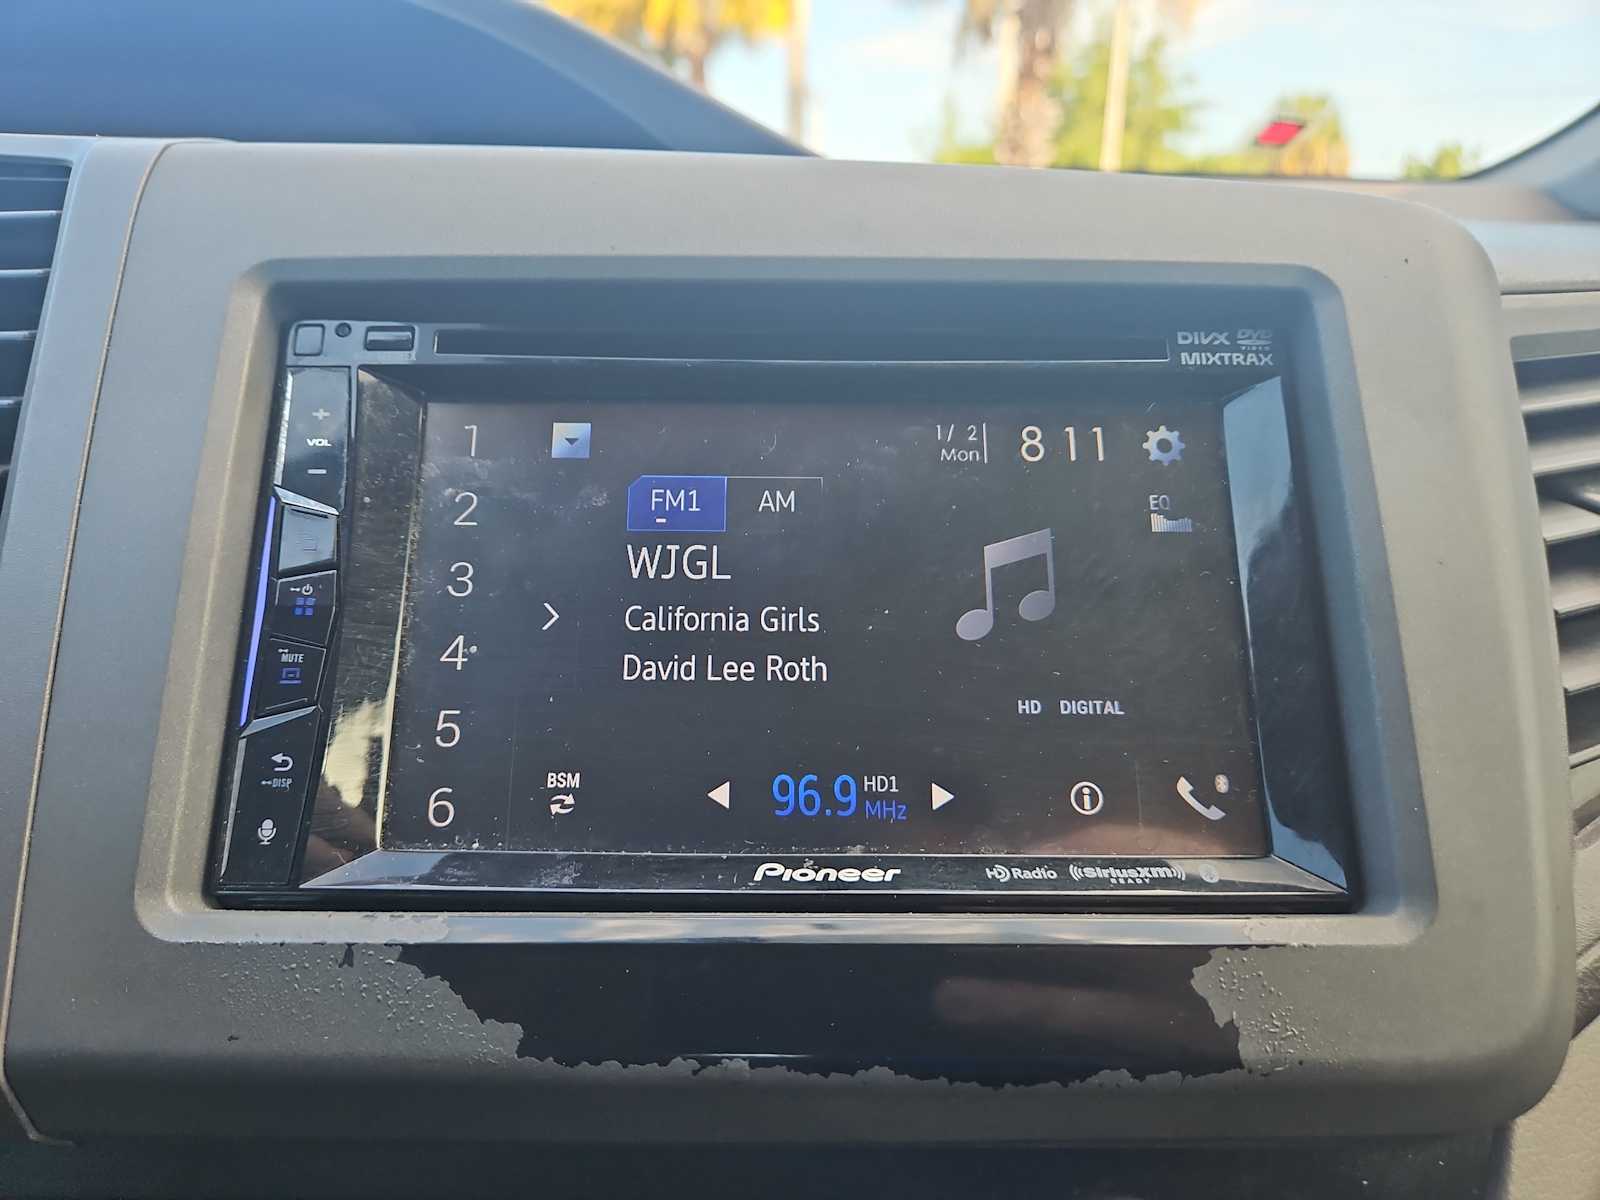 DIVX DVD
VIDEO
MIXTRAX
+
VOL
−
MUTE
DISP
1
2
3
4
5
6
1/ 2
Mon
8 11
FM1 AM
EQ
WJGL
California Girls
David Lee Roth
HD DIGITAL
BSM
96.9 HD1
MHz
Pioneer
HD Radio
((SiriusXM))
READY